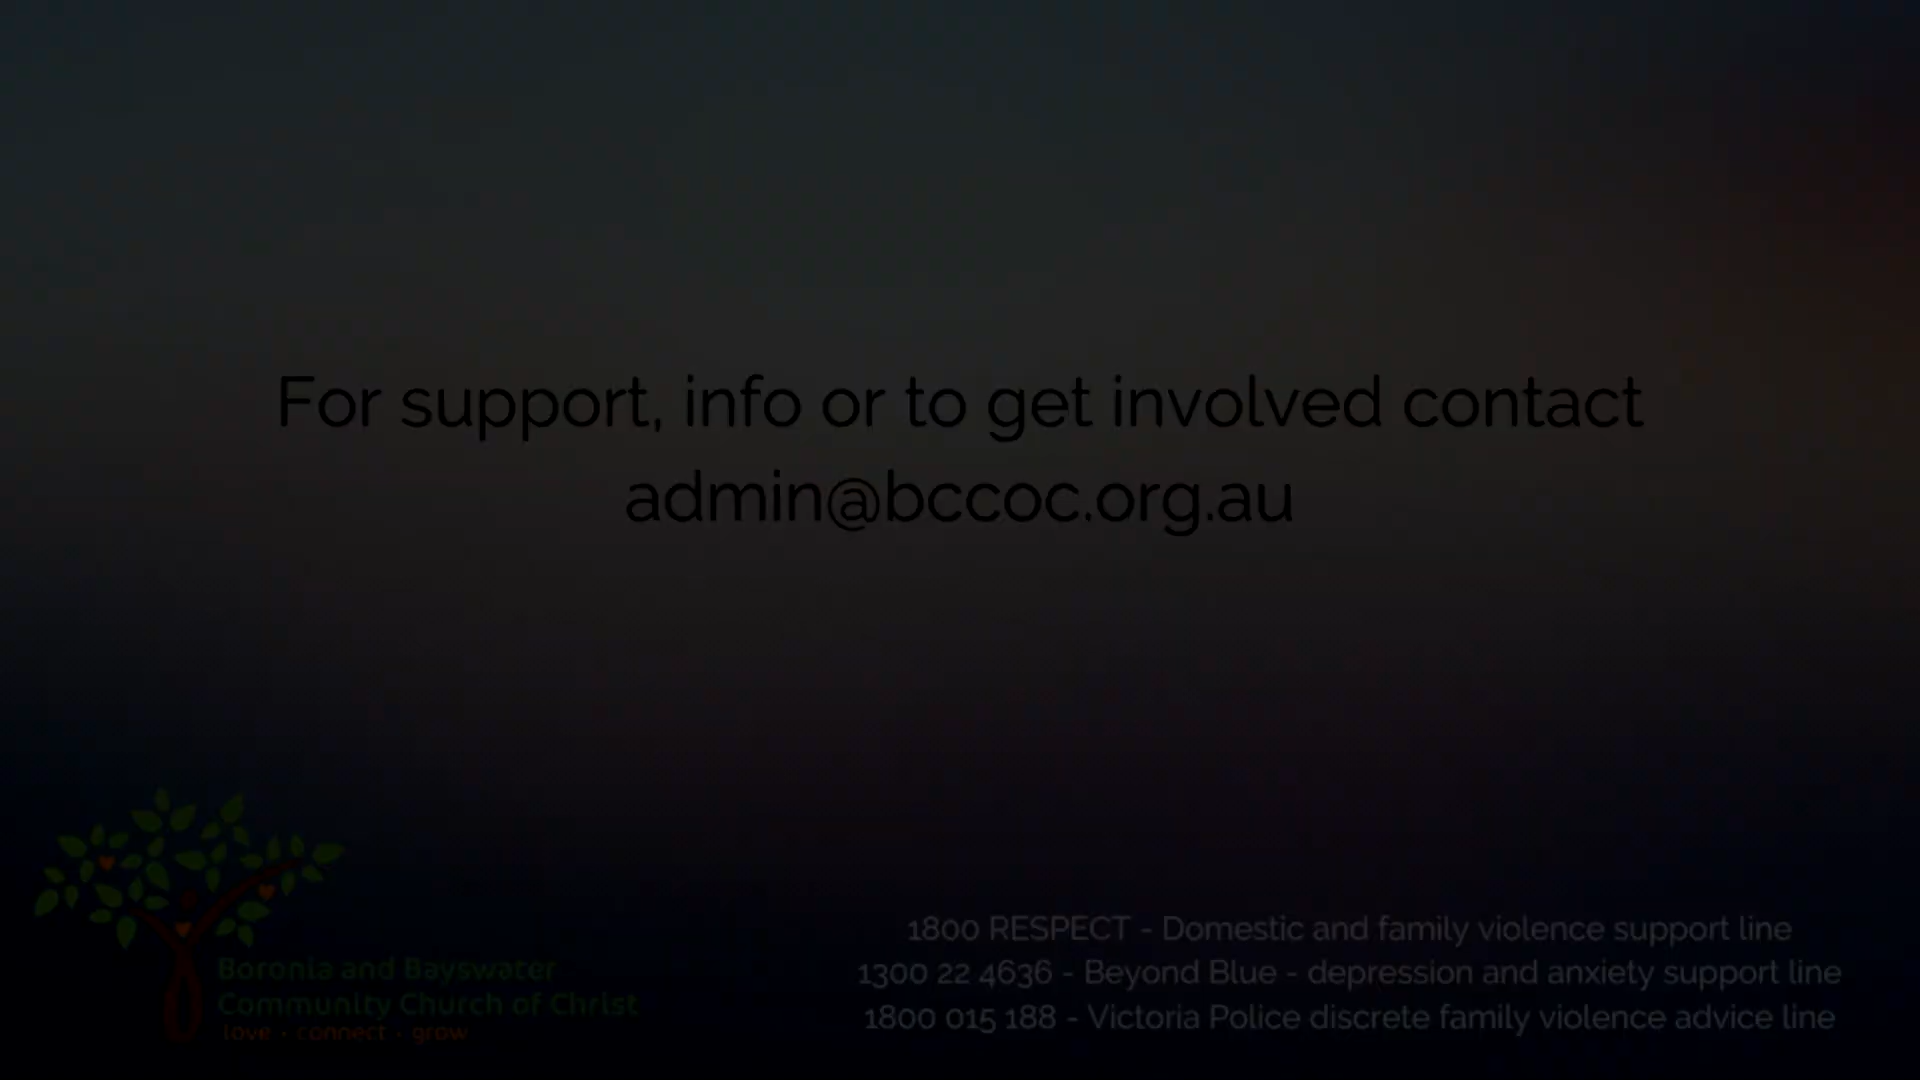 For support, info or to get involved contact
admin@bccoc.org.au
Boronia and Bayswater
Community Church of Christ
love · connect · grow
1800 RESPECT - Domestic and family violence support line
1300 22 4636 - Beyond Blue - depression and anxiety support line
1800 015 188 - Victoria Police discrete family violence advice line